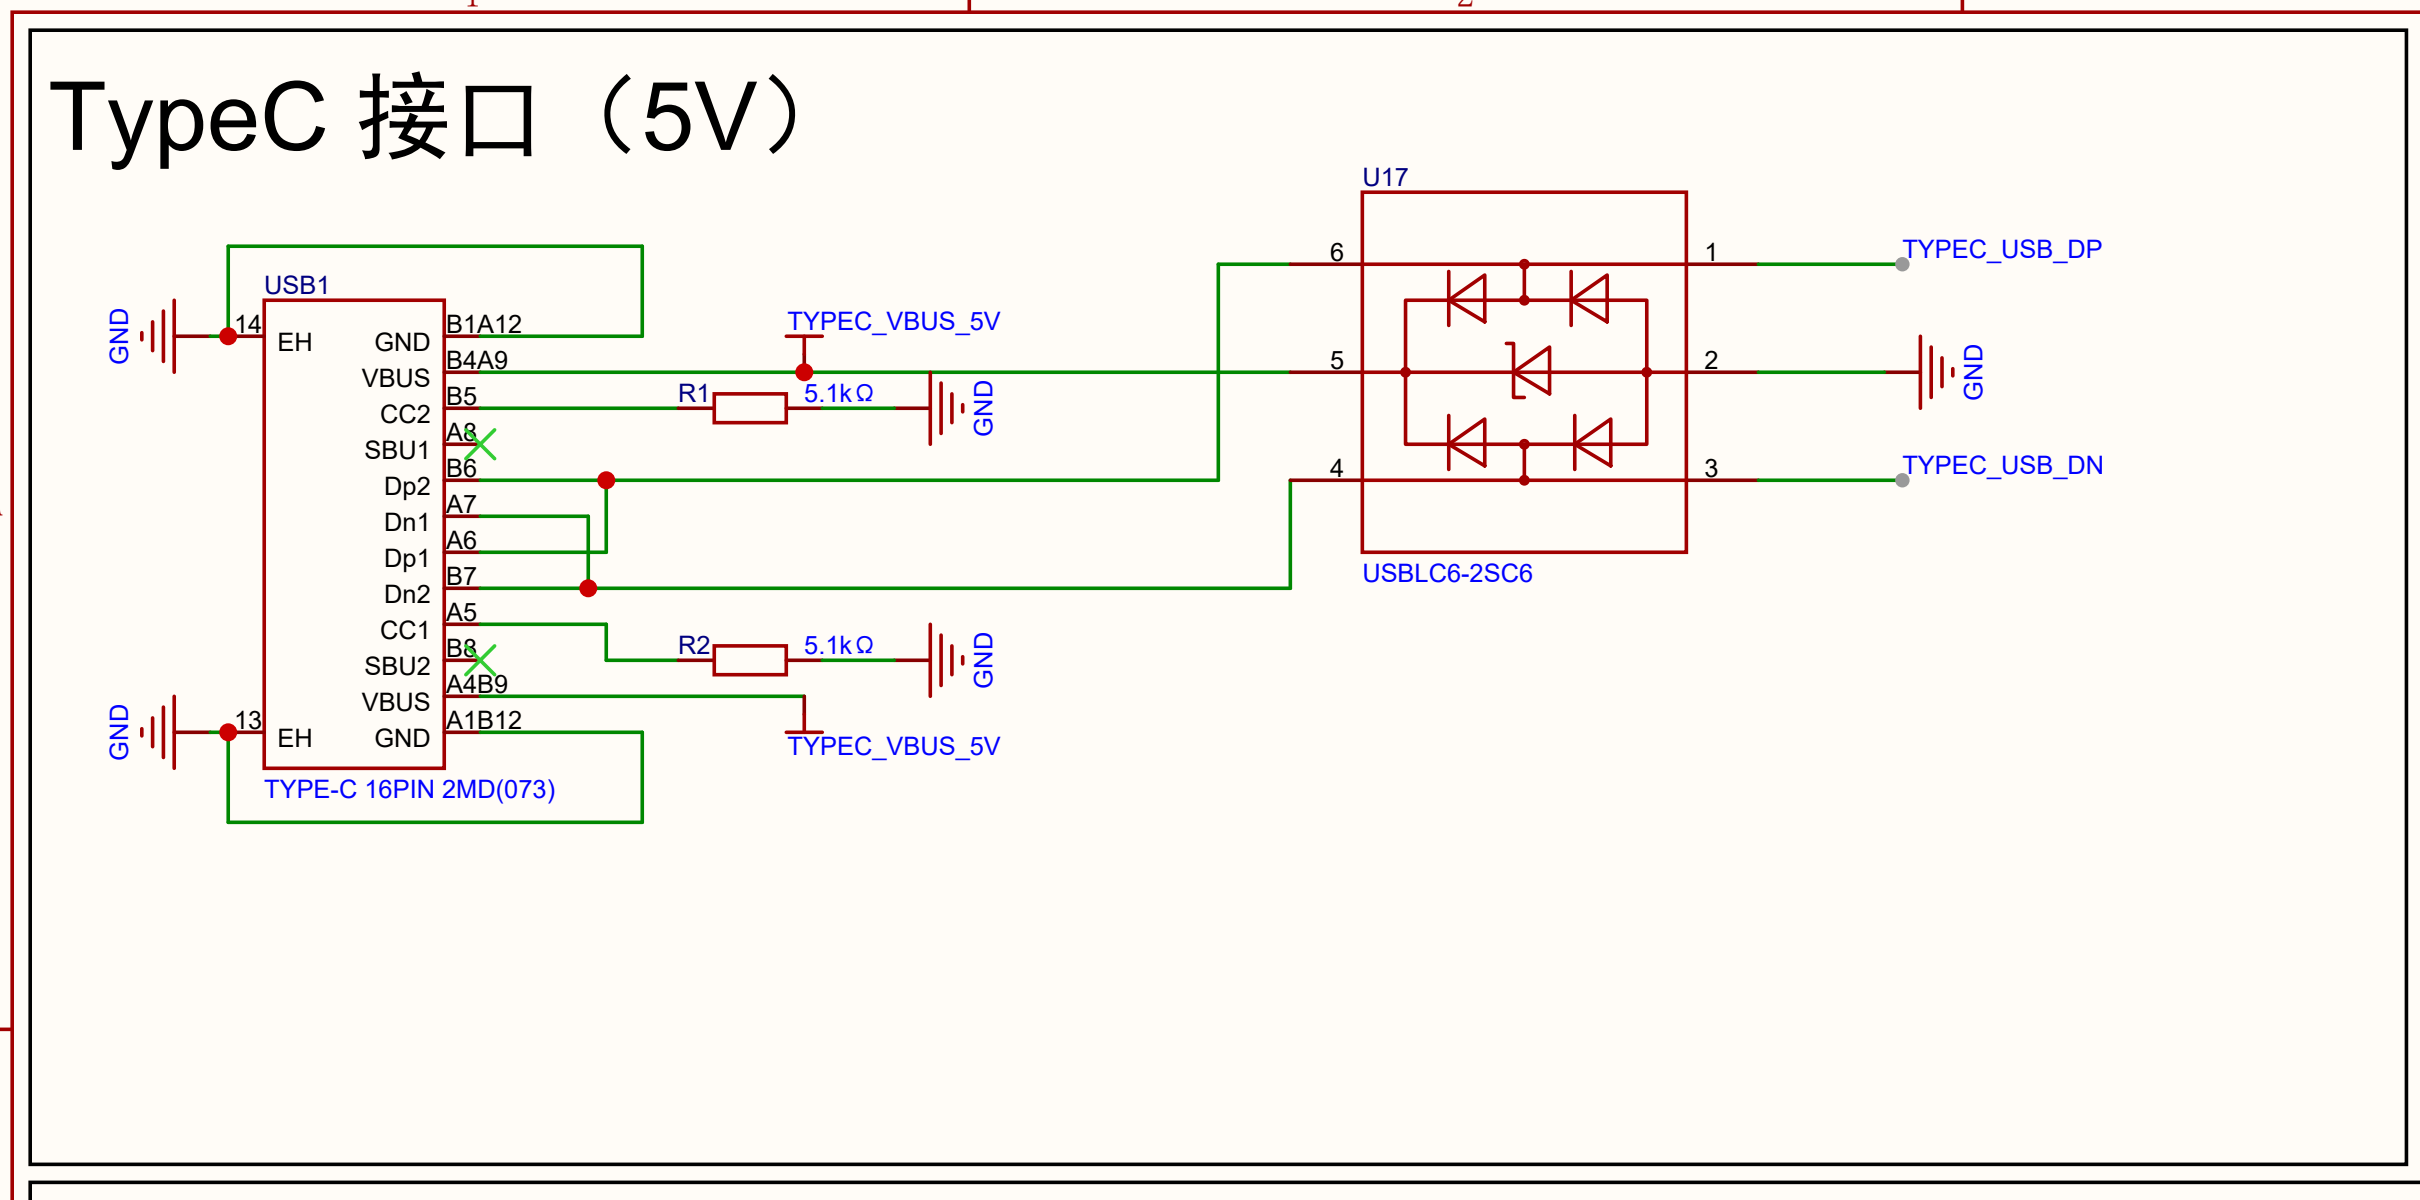 TypeC 接口（5V）
U17
6
1
TYPEC_USB_DP
USB1
GND
14
EH
GND
B1A12
TYPEC_VBUS_5V
VBUS
B4A9
5
2
GND
CC2
B5
R1
5.1kΩ
GND
SBU1
A8
Dp2
B6
4
3
TYPEC_USB_DN
Dn1
A7
Dp1
A6
USBLC6-2SC6
Dn2
B7
CC1
A5
R2
5.1kΩ
GND
SBU2
B8
VBUS
A4B9
GND
13
EH
GND
A1B12
TYPEC_VBUS_5V
TYPE-C 16PIN 2MD(073)